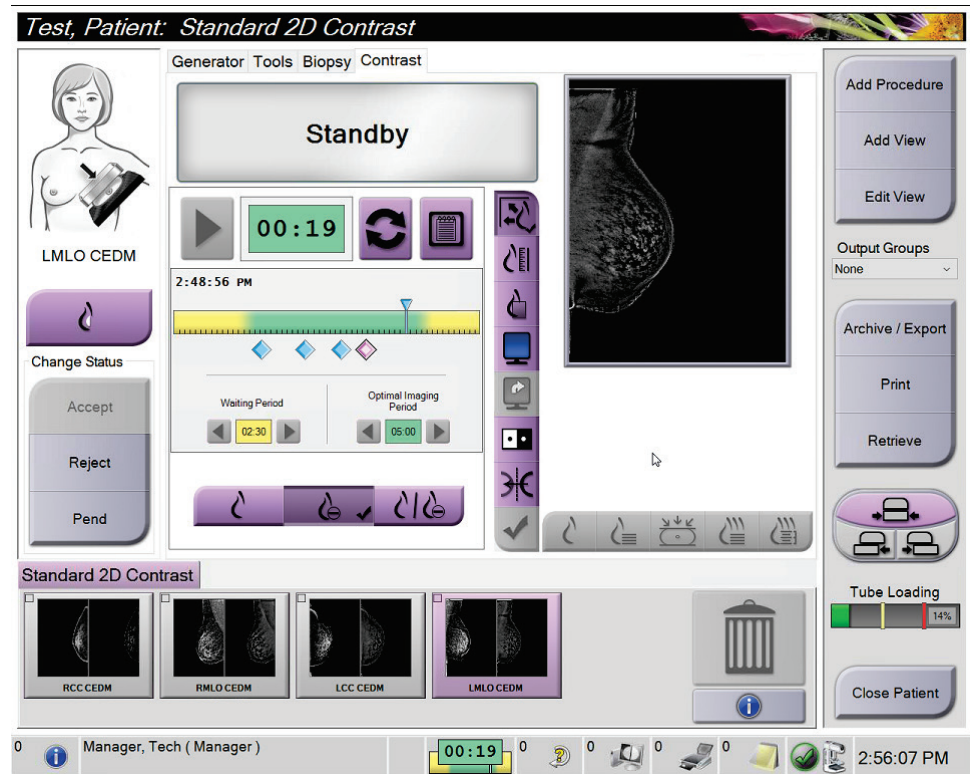 Test, Patient: Standard 2D Contrast
Generator Tools Biopsy Contrast
Standby
LMLO CEDM
00:19
2:48:56 PM
Waiting Period
Optimal Imaging
Period
02:30
05:00
Change Status
Accept
Reject
Pend
Add Procedure
Add View
Edit View
Output Groups
None
Archive / Export
Print
Retrieve
Tube Loading
14%
Close Patient
Standard 2D Contrast
RCC CEDM
RMLO CEDM
LCC CEDM
LMLO CEDM
0
Manager, Tech ( Manager )
00:19
0
0
0
0
2:56:07 PM